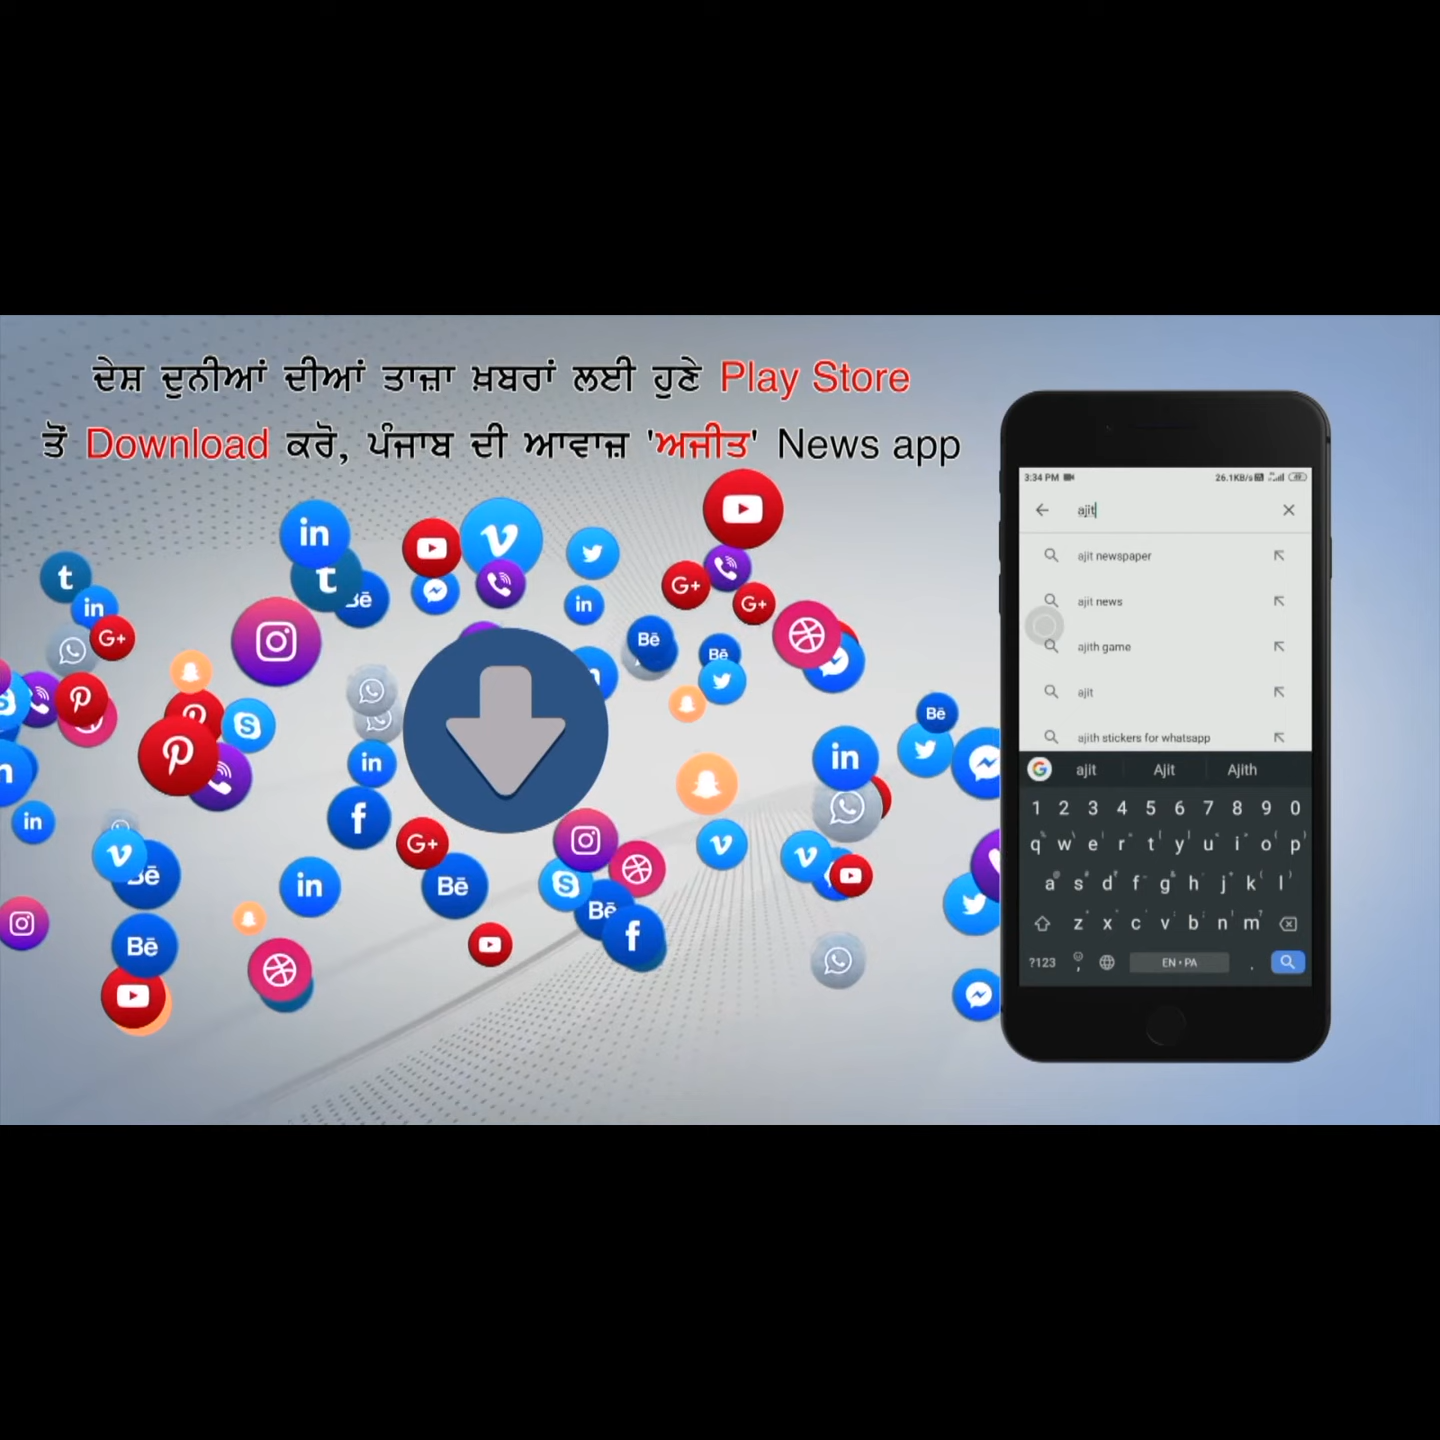 ਦੇਸ਼ ਦੁਨੀਆਂ ਦੀਆਂ ਤਾਜ਼ਾ ਖ਼ਬਰਾਂ ਲਈ ਹੁਣੇ Play Store
ਤੋਂ Download ਕਰੋ, ਪੰਜਾਬ ਦੀ ਆਵਾਜ਼ 'ਅਜੀਤ' News app
3:34 PM 26.1KB/s
ajit
ajit newspaper
ajit news
ajith game
ajit
ajith stickers for whatsapp
ajit Ajit Ajith
1 2 3 4 5 6 7 8 9 0
q w e r t y u i o p
a s d f g h j k l
z x c v b n m
?123 , EN • PA .